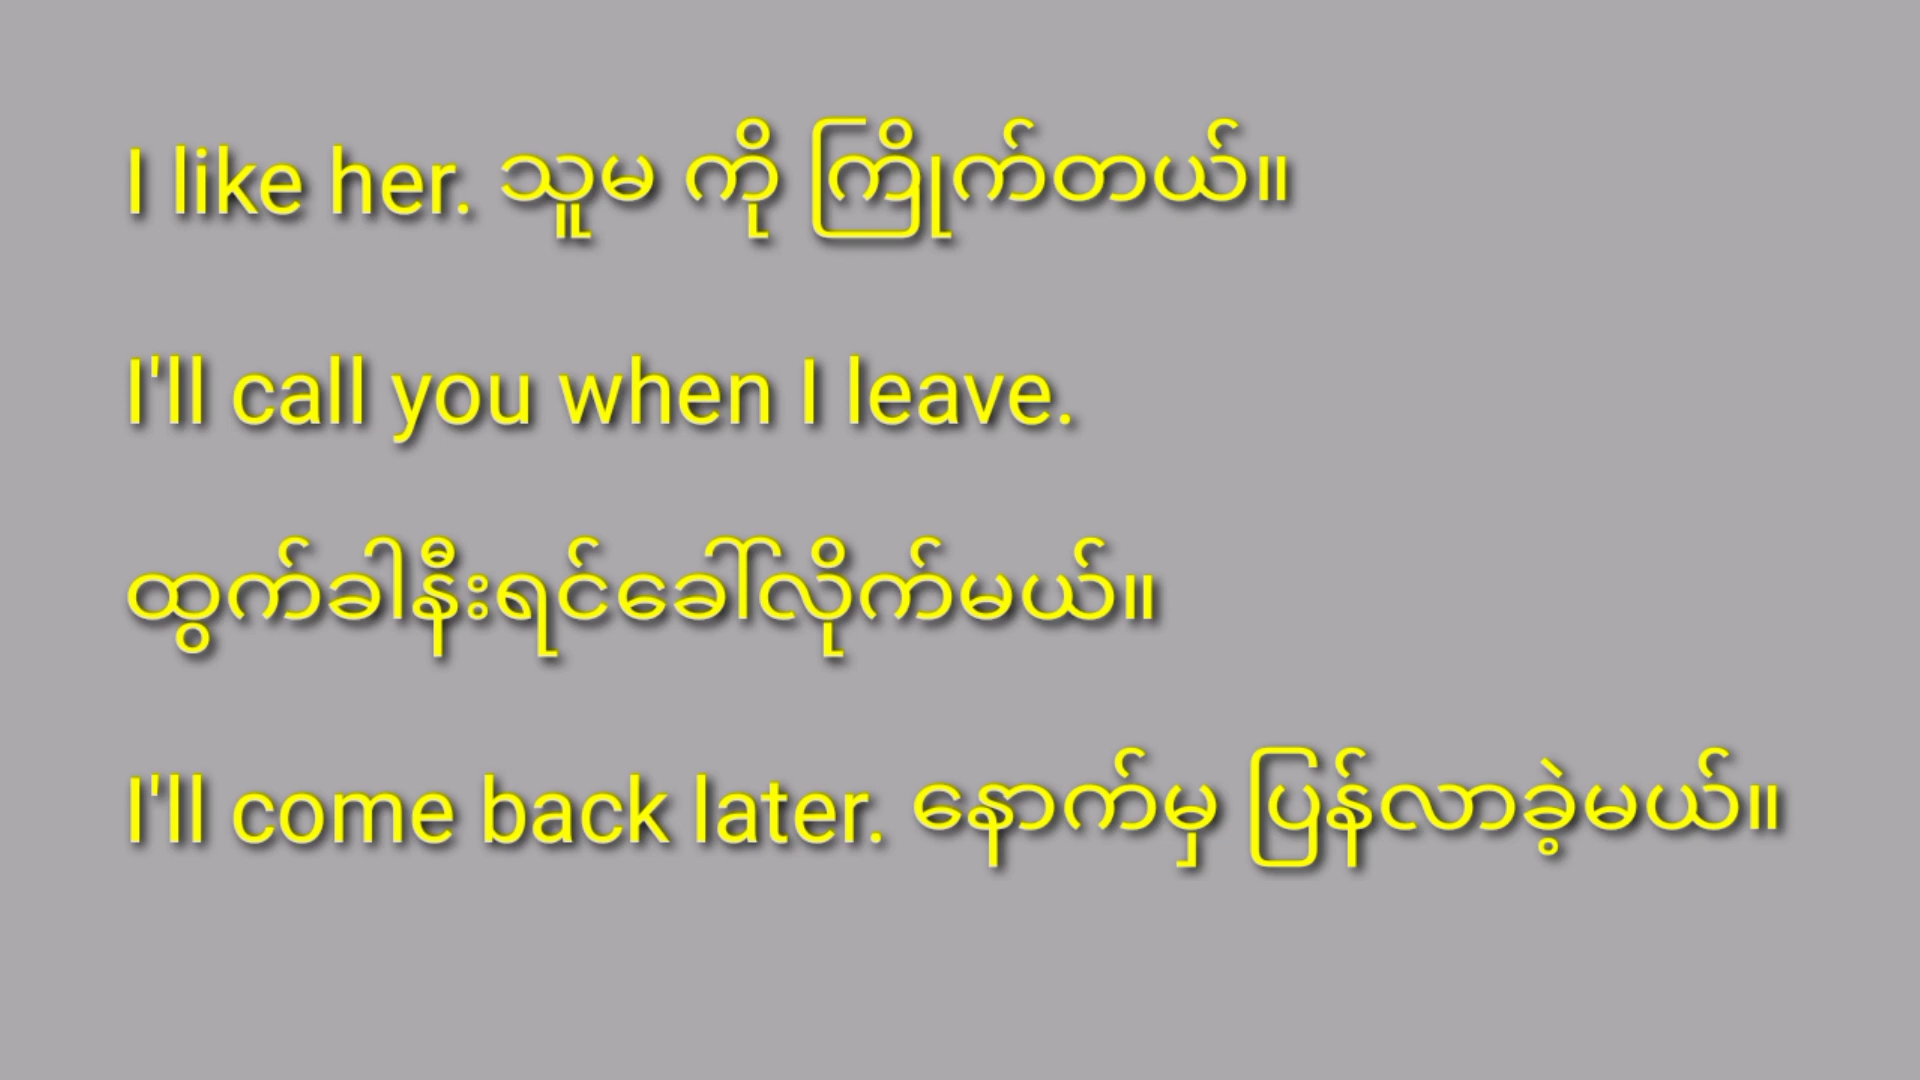 I like her. သူမ ကို ကြိုက်တယ်။
I'll call you when I leave.
ထွက်ခါနီးရင်ခေါ်လိုက်မယ်။
I'll come back later. နောက်မှ ပြန်လာခဲ့မယ်။